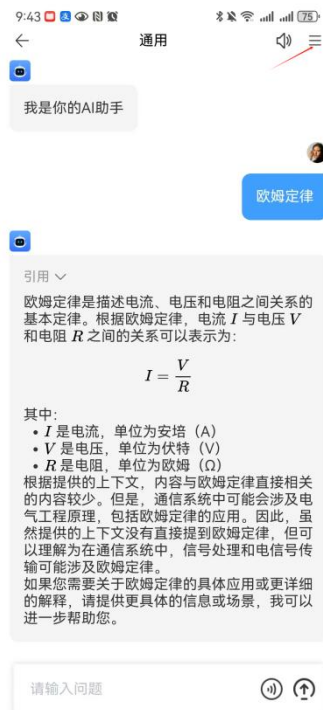 9:43
75
通用
我是你的AI助手
欧姆定律
引用
欧姆定律是描述电流、电压和电阻之间关系的
基本定律。根据欧姆定律，电流 I 与电压 V
和电阻 R 之间的关系可以表示为：
I = V/R
其中：
• I 是电流，单位为安培（A）
• V 是电压，单位为伏特（V）
• R 是电阻，单位为欧姆（Ω）
根据提供的上下文，内容与欧姆定律直接相关
的内容较少。但是，通信系统中可能会涉及电
气工程原理，包括欧姆定律的应用。因此，虽
然提供的上下文没有直接提到欧姆定律，但可
以理解为在通信系统中，信号处理和电信号传
输可能涉及欧姆定律。
如果您需要关于欧姆定律的具体应用或更详细
的解释，请提供更具体的信息或场景，我可以
进一步帮助您。
请输入问题